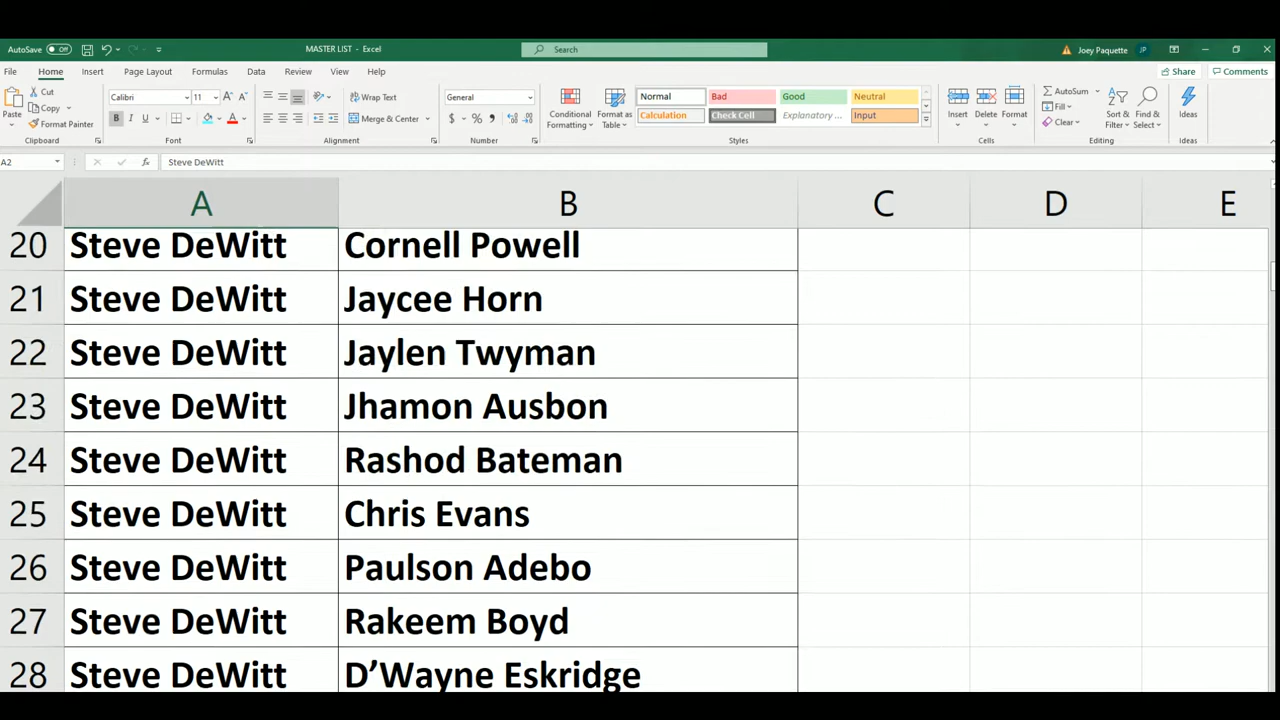 AutoSave Off MASTER LIST - Excel Search Joey Paquette JP
File Home Insert Page Layout Formulas Data Review View Help Share Comments
Paste Cut Copy Format Painter Clipboard
Calibri 11 A A B I U A Font
Wrap Text Merge & Center Alignment
General $ % Number
Conditional Formatting Format as Table Normal Bad Good Neutral
Calculation Check Cell Explanatory ... Input Styles
Insert Delete Format Cells
AutoSum Fill Clear Sort & Filter Find & Select Editing
Ideas Ideas
A2 fx Steve DeWitt
A B C D E
20 Steve DeWitt Cornell Powell
21 Steve DeWitt Jaycee Horn
22 Steve DeWitt Jaylen Twyman
23 Steve DeWitt Jhamon Ausbon
24 Steve DeWitt Rashod Bateman
25 Steve DeWitt Chris Evans
26 Steve DeWitt Paulson Adebo
27 Steve DeWitt Rakeem Boyd
28 Steve DeWitt D’Wayne Eskridge